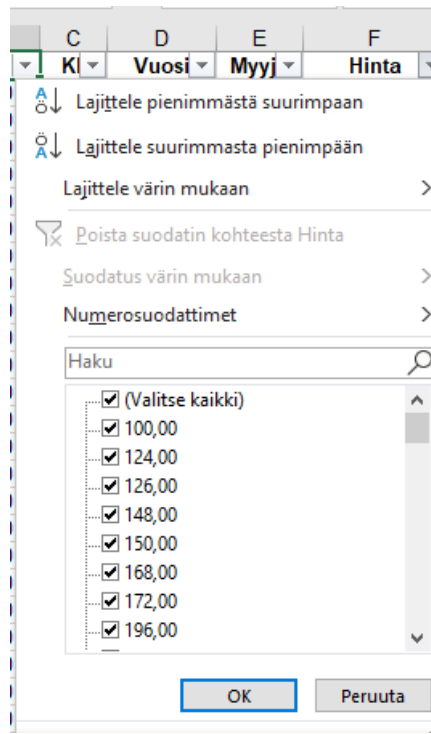 C D E F
Kl Vuosi Myyj Hinta
Lajittele pienimmästä suurimpaan
Lajittele suurimmasta pienimpään
Lajittele värin mukaan
Poista suodatin kohteesta Hinta
Suodatus värin mukaan
Numerosuodattimet
Haku
(Valitse kaikki)
100,00
124,00
126,00
148,00
150,00
168,00
172,00
196,00
OK Peruuta